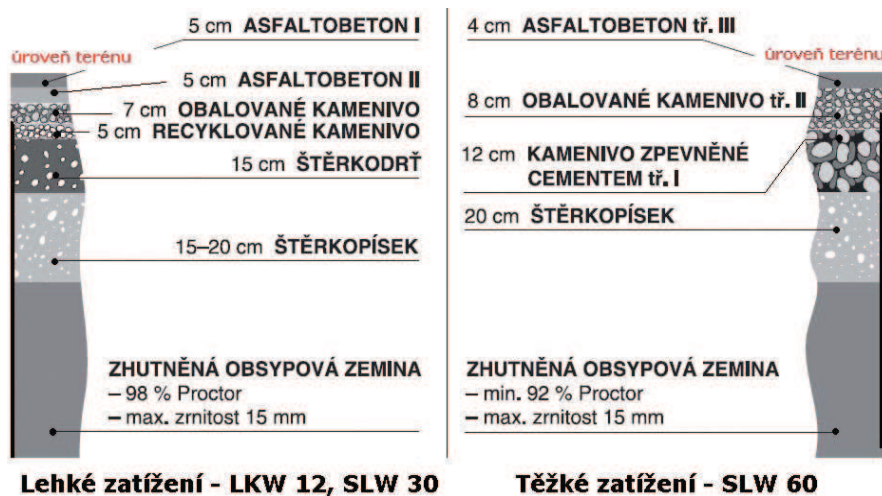 5 cm ASFALTOBETON I
úroveň terénu
5 cm ASFALTOBETON II
7 cm OBALOVANÉ KAMENIVO
5 cm RECYKLOVANÉ KAMENIVO
15 cm ŠTĚRKODRŤ
15–20 cm ŠTĚRKOPÍSEK
ZHUTNĚNÁ OBSYPOVÁ ZEMINA
– 98 % Proctor
– max. zrnitost 15 mm
Lehké zatížení - LKW 12, SLW 30
4 cm ASFALTOBETON tř. III
úroveň terénu
8 cm OBALOVANÉ KAMENIVO tř. II
12 cm KAMENIVO ZPEVNĚNÉ
CEMENTEM tř. I
20 cm ŠTĚRKOPÍSEK
ZHUTNĚNÁ OBSYPOVÁ ZEMINA
– min. 92 % Proctor
– max. zrnitost 15 mm
Těžké zatížení - SLW 60